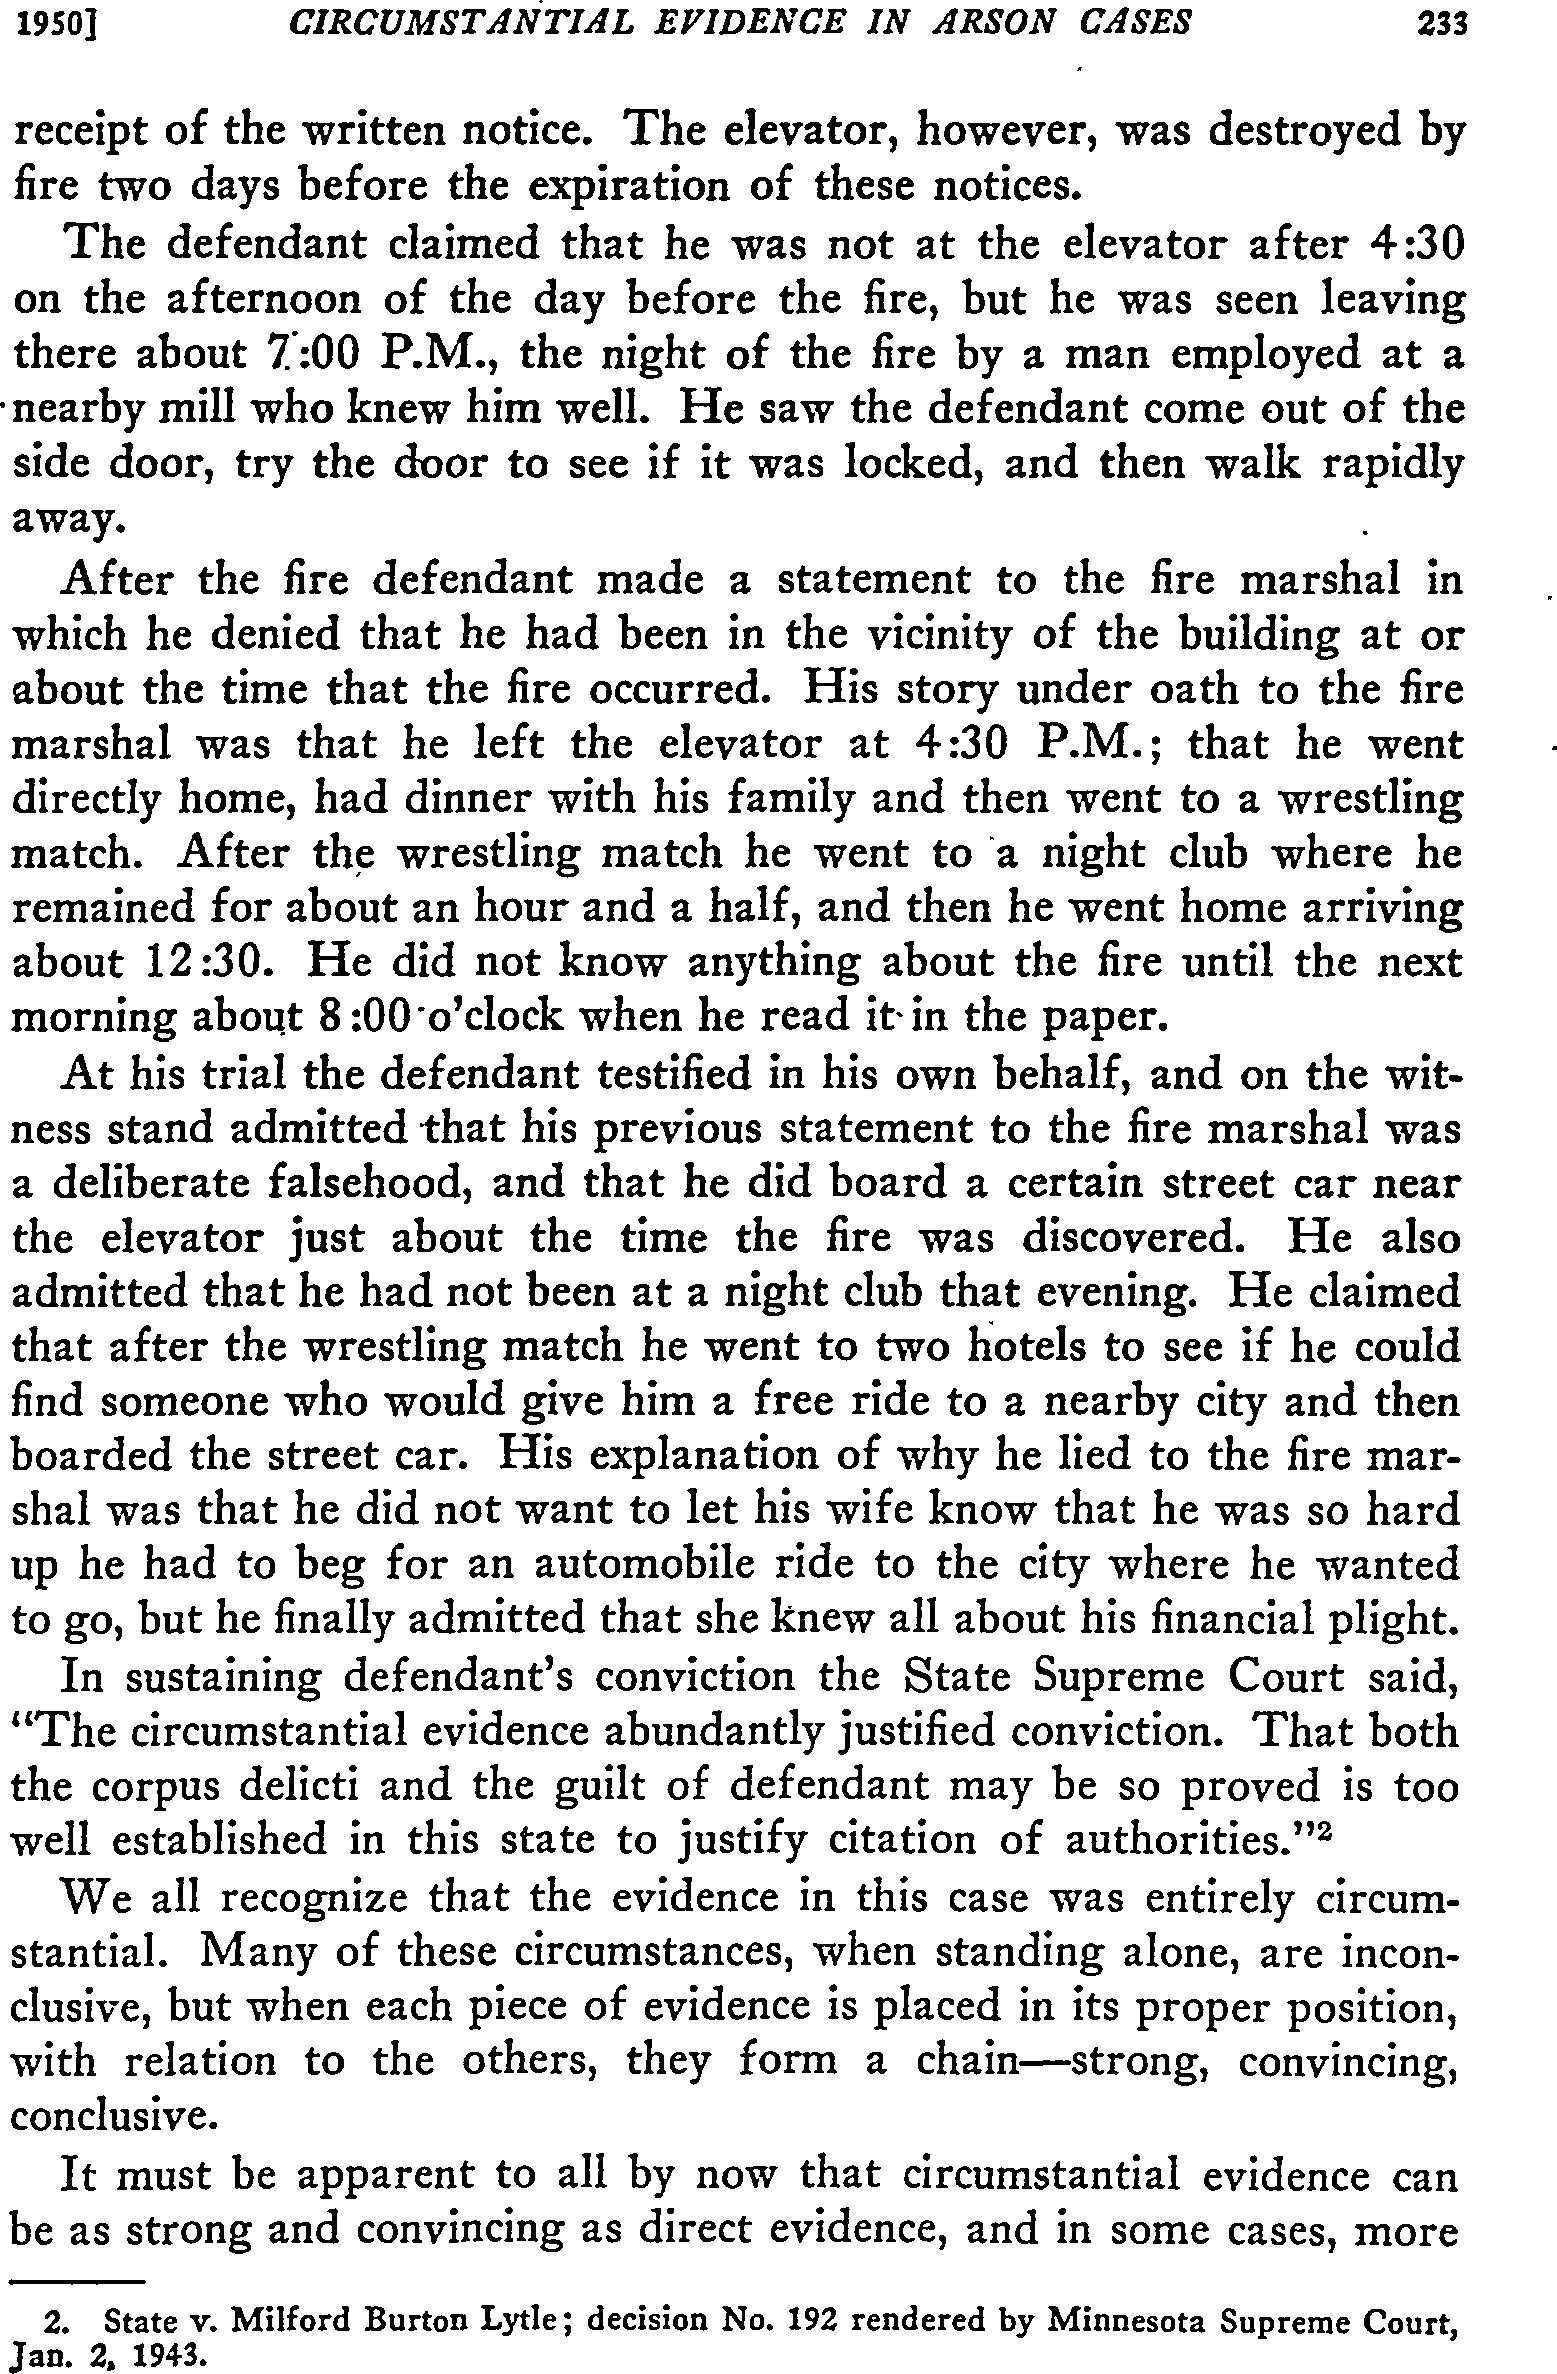 1950] CIRCUMSTANTIAL EVIDENCE IN ARSON CASES 233
receipt of the written notice. The elevator, however, was destroyed by
fire two days before the expiration of these notices.
The defendant claimed that he was not at the elevator after 4:30
on the afternoon of the day before the fire, but he was seen leaving
there about 7:00 P.M., the night of the fire by a man employed at a
nearby mill who knew him well. He saw the defendant come out of the
side door, try the door to see if it was locked, and then walk rapidly
away.
After the fire defendant made a statement to the fire marshal in
which he denied that he had been in the vicinity of the building at or
about the time that the fire occurred. His story under oath to the fire
marshal was that he left the elevator at 4:30 P.M.; that he went
directly home, had dinner with his family and then went to a wrestling
match. After the wrestling match he went to a night club where he
remained for about an hour and a half, and then he went home arriving
about 12:30. He did not know anything about the fire until the next
morning about 8:00 o'clock when he read it in the paper.
At his trial the defendant testified in his own behalf, and on the wit-
ness stand admitted that his previous statement to the fire marshal was
a deliberate falsehood, and that he did board a certain street car near
the elevator just about the time the fire was discovered. He also
admitted that he had not been at a night club that evening. He claimed
that after the wrestling match he went to two hotels to see if he could
find someone who would give him a free ride to a nearby city and then
boarded the street car. His explanation of why he lied to the fire mar-
shal was that he did not want to let his wife know that he was so hard
up he had to beg for an automobile ride to the city where he wanted
to go, but he finally admitted that she knew all about his financial plight.
In sustaining defendant's conviction the State Supreme Court said,
"The circumstantial evidence abundantly justified conviction. That both
the corpus delicti and the guilt of defendant may be so proved is too
well established in this state to justify citation of authorities."2
We all recognize that the evidence in this case was entirely circum-
stantial. Many of these circumstances, when standing alone, are incon-
clusive, but when each piece of evidence is placed in its proper position,
with relation to the others, they form a chain—strong, convincing,
conclusive.
It must be apparent to all by now that circumstantial evidence can
be as strong and convincing as direct evidence, and in some cases, more
2. State v. Milford Burton Lytle; decision No. 192 rendered by Minnesota Supreme Court,
Jan. 2, 1943.